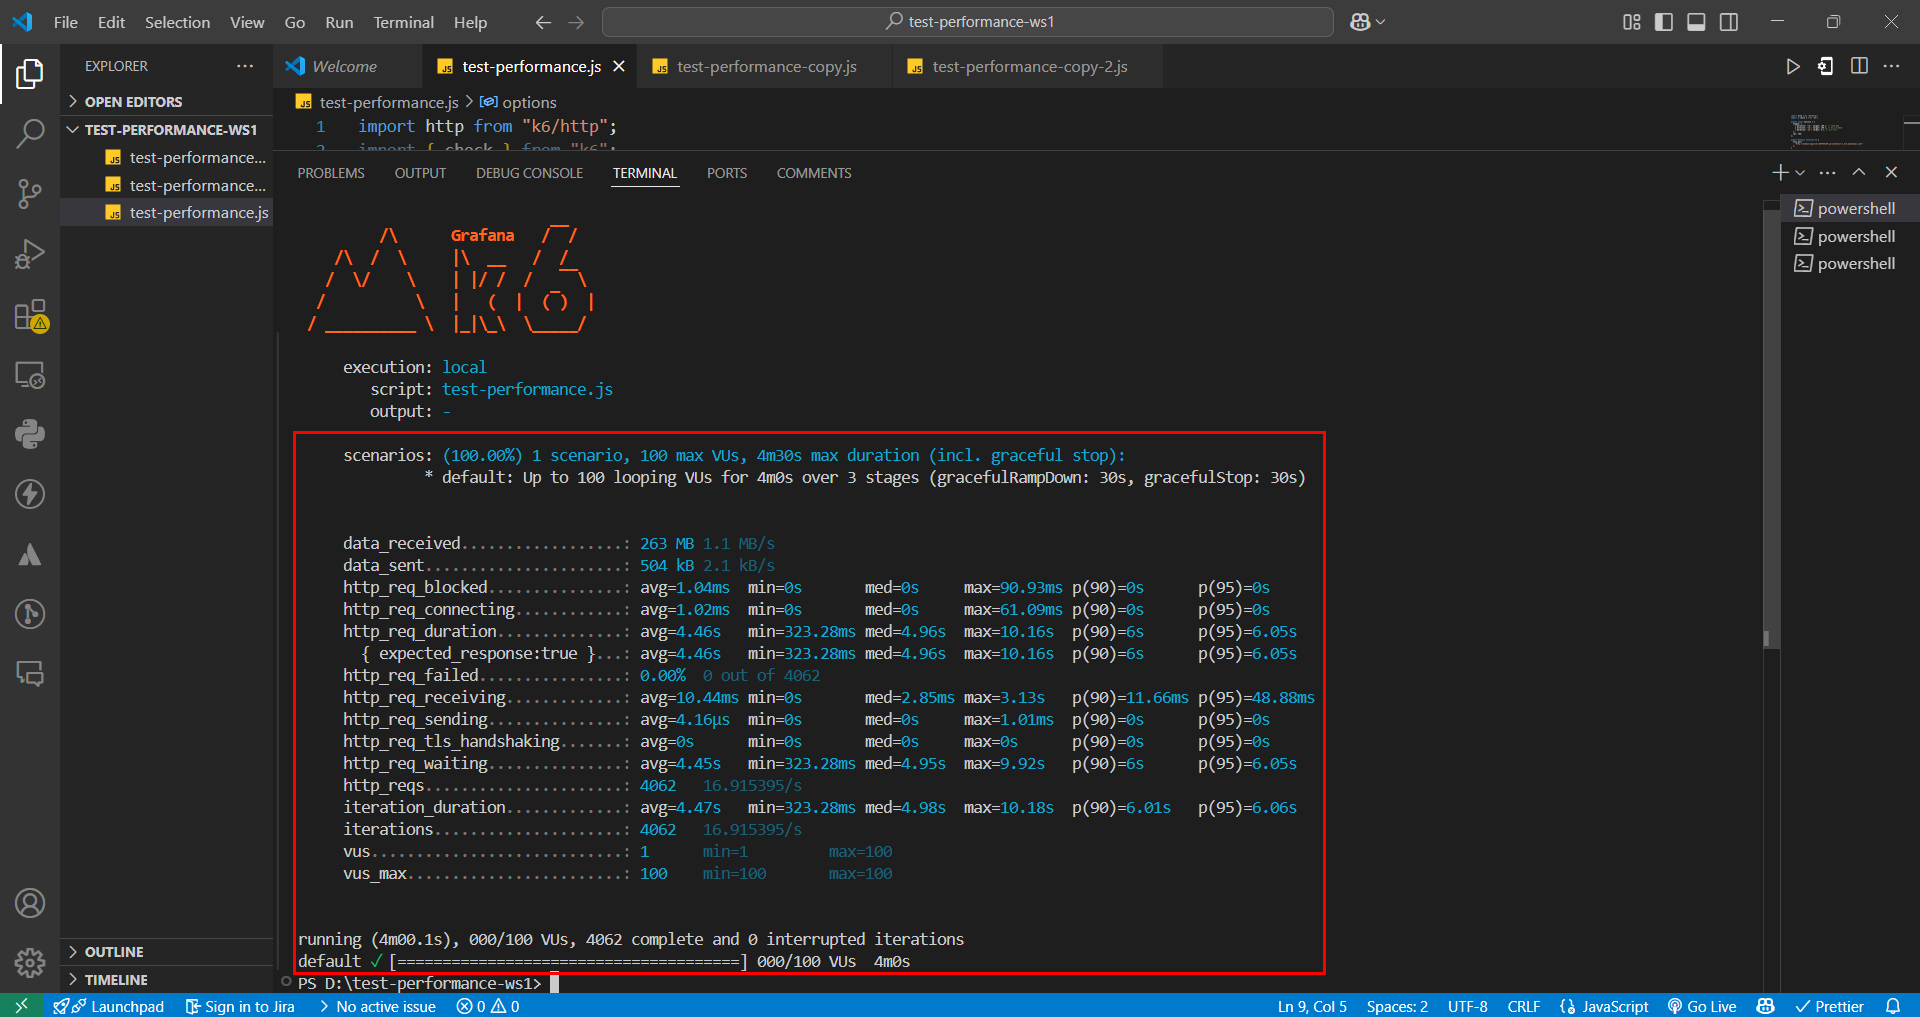 File Edit Selection View Go Run Terminal Help test-performance-ws1
EXPLORER
OPEN EDITORS
TEST-PERFORMANCE-WS1
test-performance...
test-performance...
test-performance.js
OUTLINE
TIMELINE
Welcome test-performance.js test-performance-copy.js test-performance-copy-2.js
test-performance.js > options
1 import http from "k6/http";
2 import { check } from "k6";
PROBLEMS OUTPUT DEBUG CONSOLE TERMINAL PORTS COMMENTS
powershell
powershell
powershell
Grafana
execution: local
script: test-performance.js
output: -
scenarios: (100.00%) 1 scenario, 100 max VUs, 4m30s max duration (incl. graceful stop):
* default: Up to 100 looping VUs for 4m0s over 3 stages (gracefulRampDown: 30s, gracefulStop: 30s)
data_received..................: 263 MB 1.1 MB/s
data_sent......................: 504 kB 2.1 kB/s
http_req_blocked...............: avg=1.04ms min=0s med=0s max=90.93ms p(90)=0s p(95)=0s
http_req_connecting............: avg=1.02ms min=0s med=0s max=61.09ms p(90)=0s p(95)=0s
http_req_duration..............: avg=4.46s min=323.28ms med=4.96s max=10.16s p(90)=6s p(95)=6.05s
{ expected_response:true }...: avg=4.46s min=323.28ms med=4.96s max=10.16s p(90)=6s p(95)=6.05s
http_req_failed................: 0.00% 0 out of 4062
http_req_receiving.............: avg=10.44ms min=0s med=2.85ms max=3.13s p(90)=11.66ms p(95)=48.88ms
http_req_sending...............: avg=4.16µs min=0s med=0s max=1.01ms p(90)=0s p(95)=0s
http_req_tls_handshaking.......: avg=0s min=0s med=0s max=0s p(90)=0s p(95)=0s
http_req_waiting...............: avg=4.45s min=323.28ms med=4.95s max=9.92s p(90)=6s p(95)=6.05s
http_reqs......................: 4062 16.915395/s
iteration_duration.............: avg=4.47s min=323.28ms med=4.98s max=10.18s p(90)=6.01s p(95)=6.06s
iterations.....................: 4062 16.915395/s
vus............................: 1 min=1 max=100
vus_max........................: 100 min=100 max=100
running (4m00.1s), 000/100 VUs, 4062 complete and 0 interrupted iterations
default ✓ [======================================] 000/100 VUs 4m0s
PS D:\test-performance-ws1>
Launchpad Sign in to Jira > No active issue 0 0 Ln 9, Col 5 Spaces: 2 UTF-8 CRLF {} JavaScript Go Live Prettier